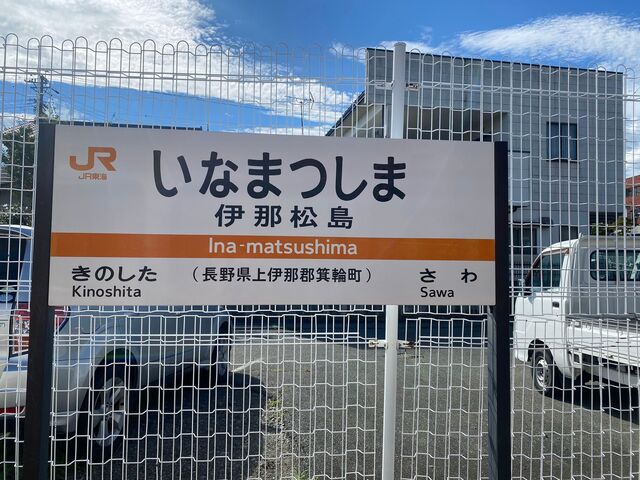 JR
JR東海
いなまつしま
伊那松島
Ina-matsushima
きのした (長野県上伊那郡箕輪町) さわ
Kinoshita Sawa